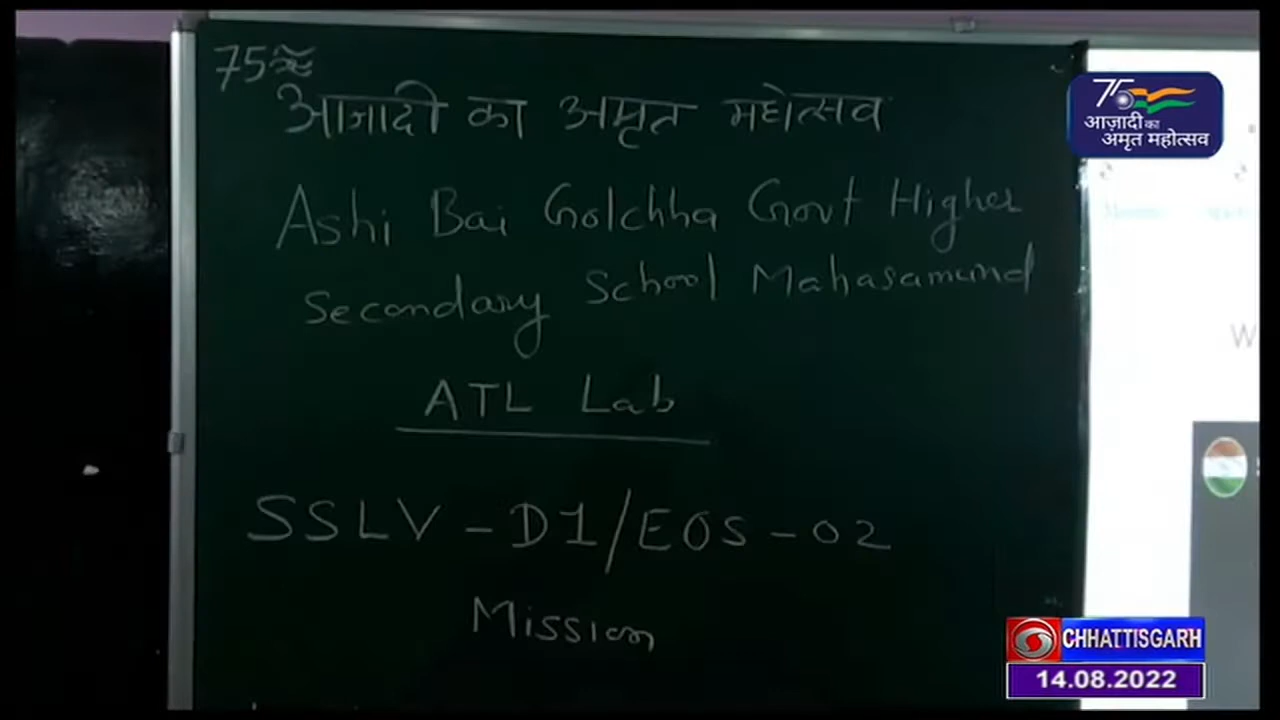 75
आजादी का अमृत महोत्सव
Ashi Bai Golchha Govt Higher
Secondary School Mahasamund
ATL Lab
SSLV - D1/EOS - 02
Mission
75
आज़ादी का
अमृत महोत्सव
W
CHHATTISGARH
14.08.2022